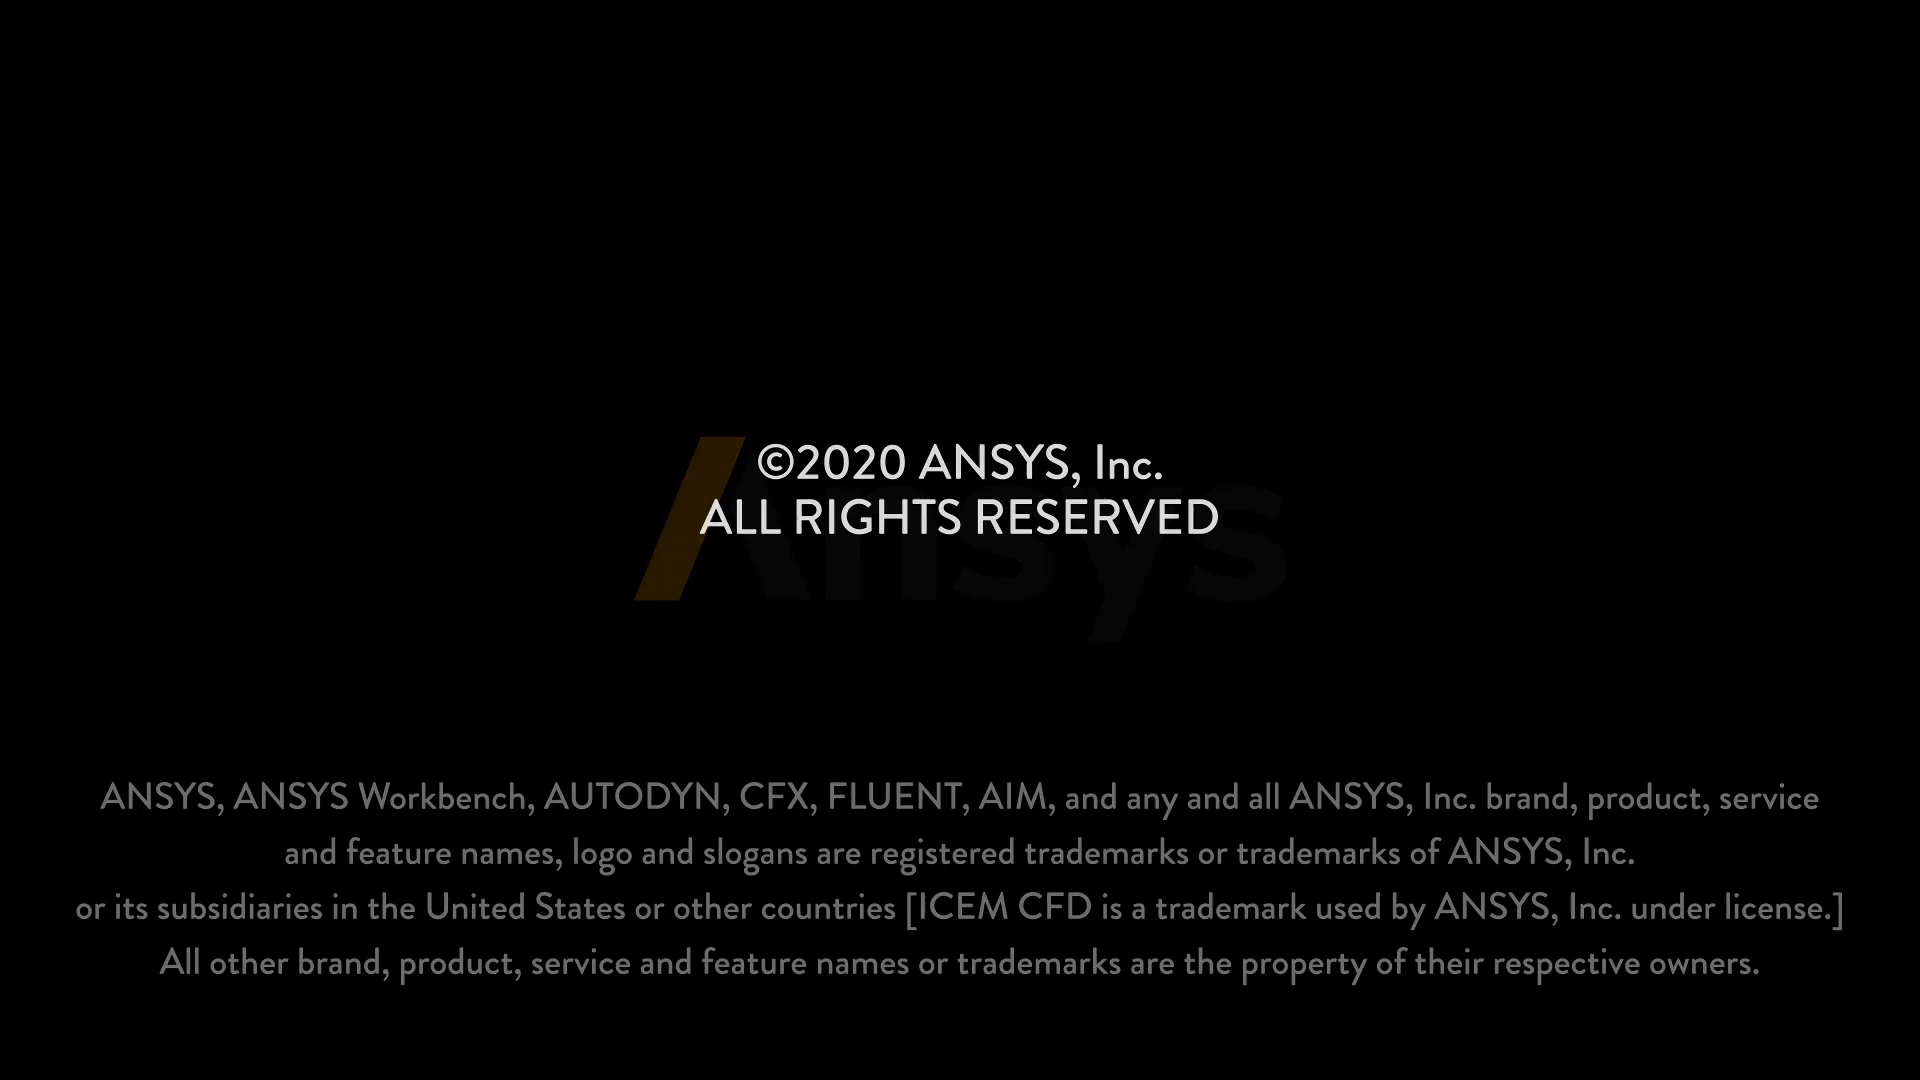 ©2020 ANSYS, Inc.
ALL RIGHTS RESERVED
Ansys
ANSYS, ANSYS Workbench, AUTODYN, CFX, FLUENT, AIM, and any and all ANSYS, Inc. brand, product, service
and feature names, logo and slogans are registered trademarks or trademarks of ANSYS, Inc.
or its subsidiaries in the United States or other countries [ICEM CFD is a trademark used by ANSYS, Inc. under license.]
All other brand, product, service and feature names or trademarks are the property of their respective owners.